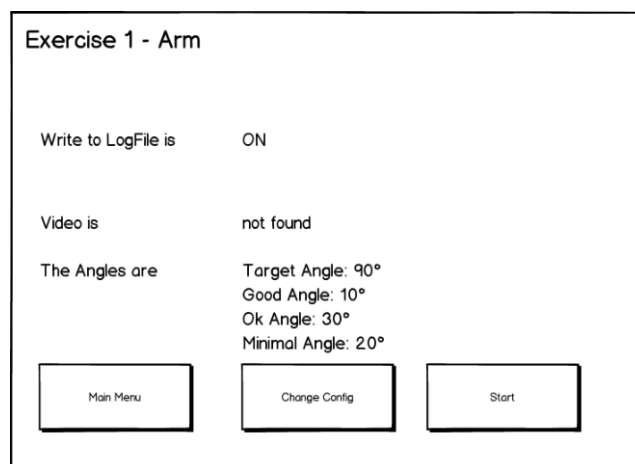 Exercise 1 - Arm
Write to LogFile is ON
Video is not found
The Angles are Target Angle: 90°
Good Angle: 10°
Ok Angle: 30°
Minimal Angle: 20°
Main Menu Change Config Start